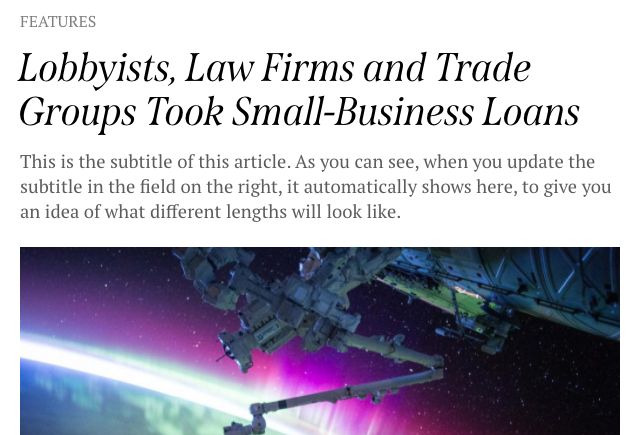 FEATURES
Lobbyists, Law Firms and Trade
Groups Took Small-Business Loans
This is the subtitle of this article. As you can see, when you update the
subtitle in the field on the right, it automatically shows here, to give you
an idea of what different lengths will look like.